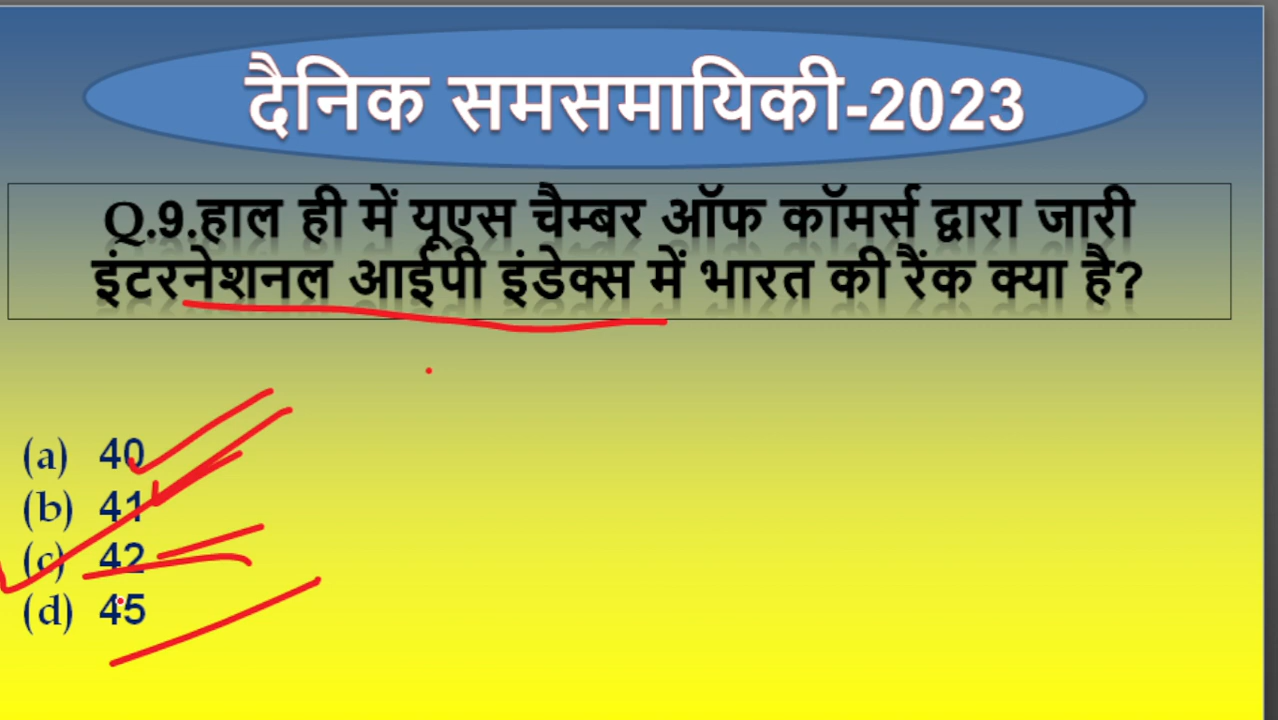 दैनिक समसमायिकी-2023
Q.9.हाल ही में यूएस चैम्बर ऑफ कॉमर्स द्वारा जारी
इंटरनेशनल आईपी इंडेक्स में भारत की रैंक क्या है?
(a) 40
(b) 41
(c) 42
(d) 45